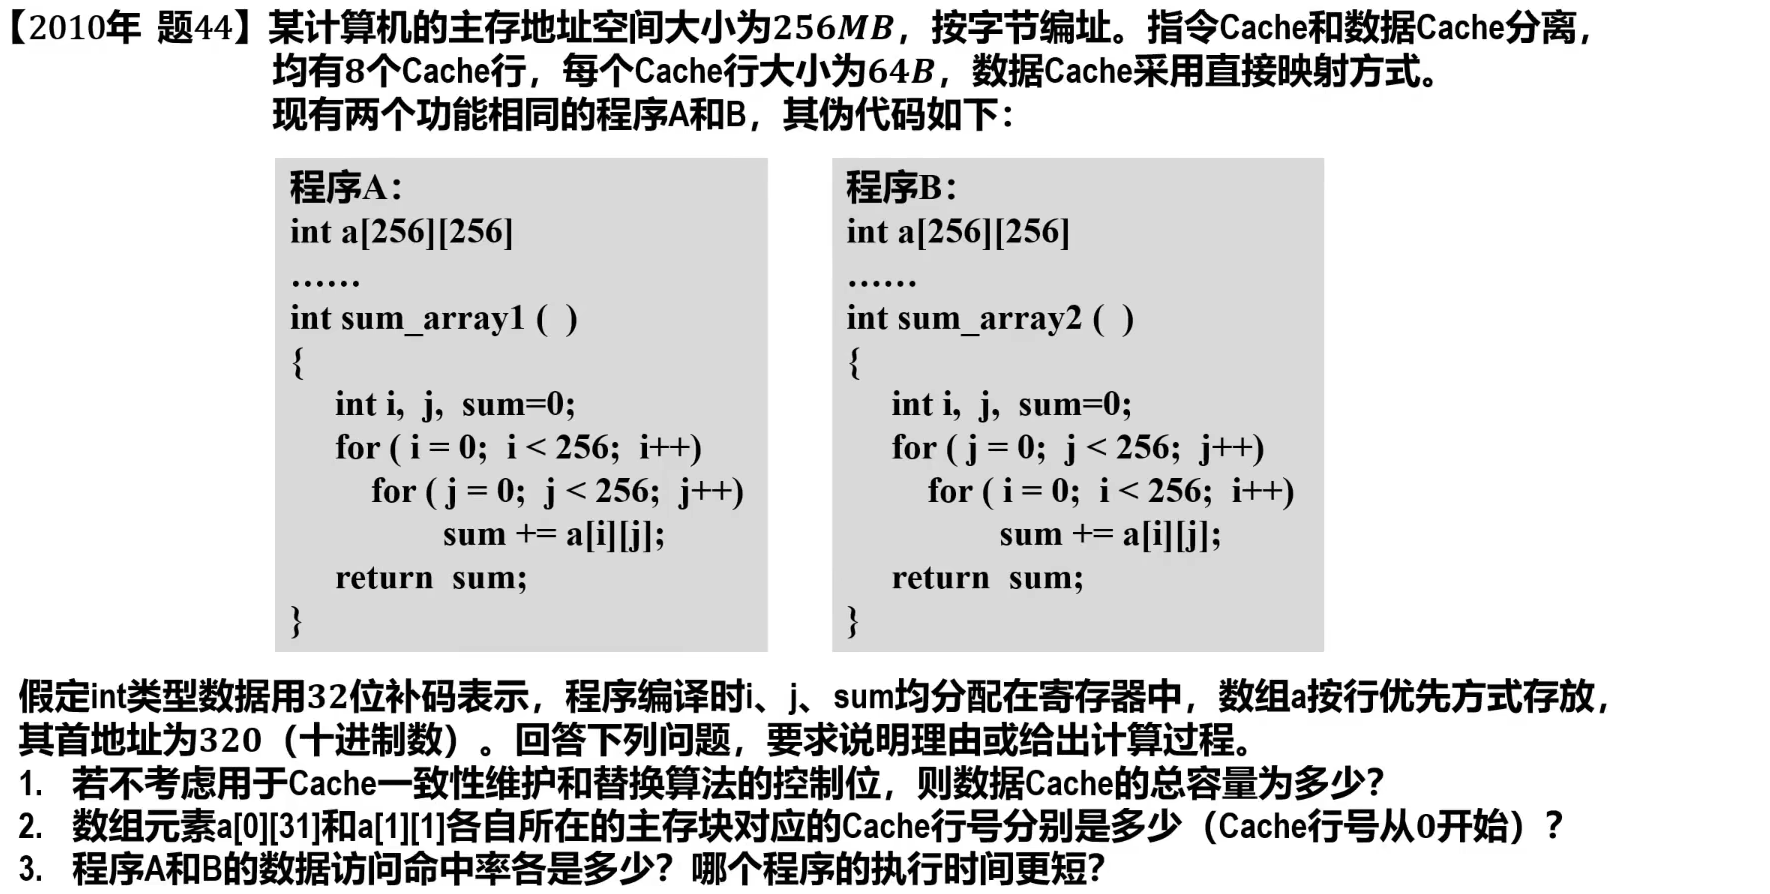 【2010年 题44】某计算机的主存地址空间大小为256MB，按字节编址。指令Cache和数据Cache分离，
均有8个Cache行，每个Cache行大小为64B，数据Cache采用直接映射方式。
现有两个功能相同的程序A和B，其伪代码如下：
程序A：
int a[256][256]
……
int sum_array1 ( )
{
int i, j, sum=0;
for ( i = 0; i < 256; i++)
for ( j = 0; j < 256; j++)
sum += a[i][j];
return sum;
}
程序B：
int a[256][256]
……
int sum_array2 ( )
{
int i, j, sum=0;
for ( j = 0; j < 256; j++)
for ( i = 0; i < 256; i++)
sum += a[i][j];
return sum;
}
假定int类型数据用32位补码表示，程序编译时i、j、sum均分配在寄存器中，数组a按行优先方式存放，
其首地址为320（十进制数）。回答下列问题，要求说明理由或给出计算过程。
1. 若不考虑用于Cache一致性维护和替换算法的控制位，则数据Cache的总容量为多少？
2. 数组元素a[0][31]和a[1][1]各自所在的主存块对应的Cache行号分别是多少（Cache行号从0开始）？
3. 程序A和B的数据访问命中率各是多少？哪个程序的执行时间更短？